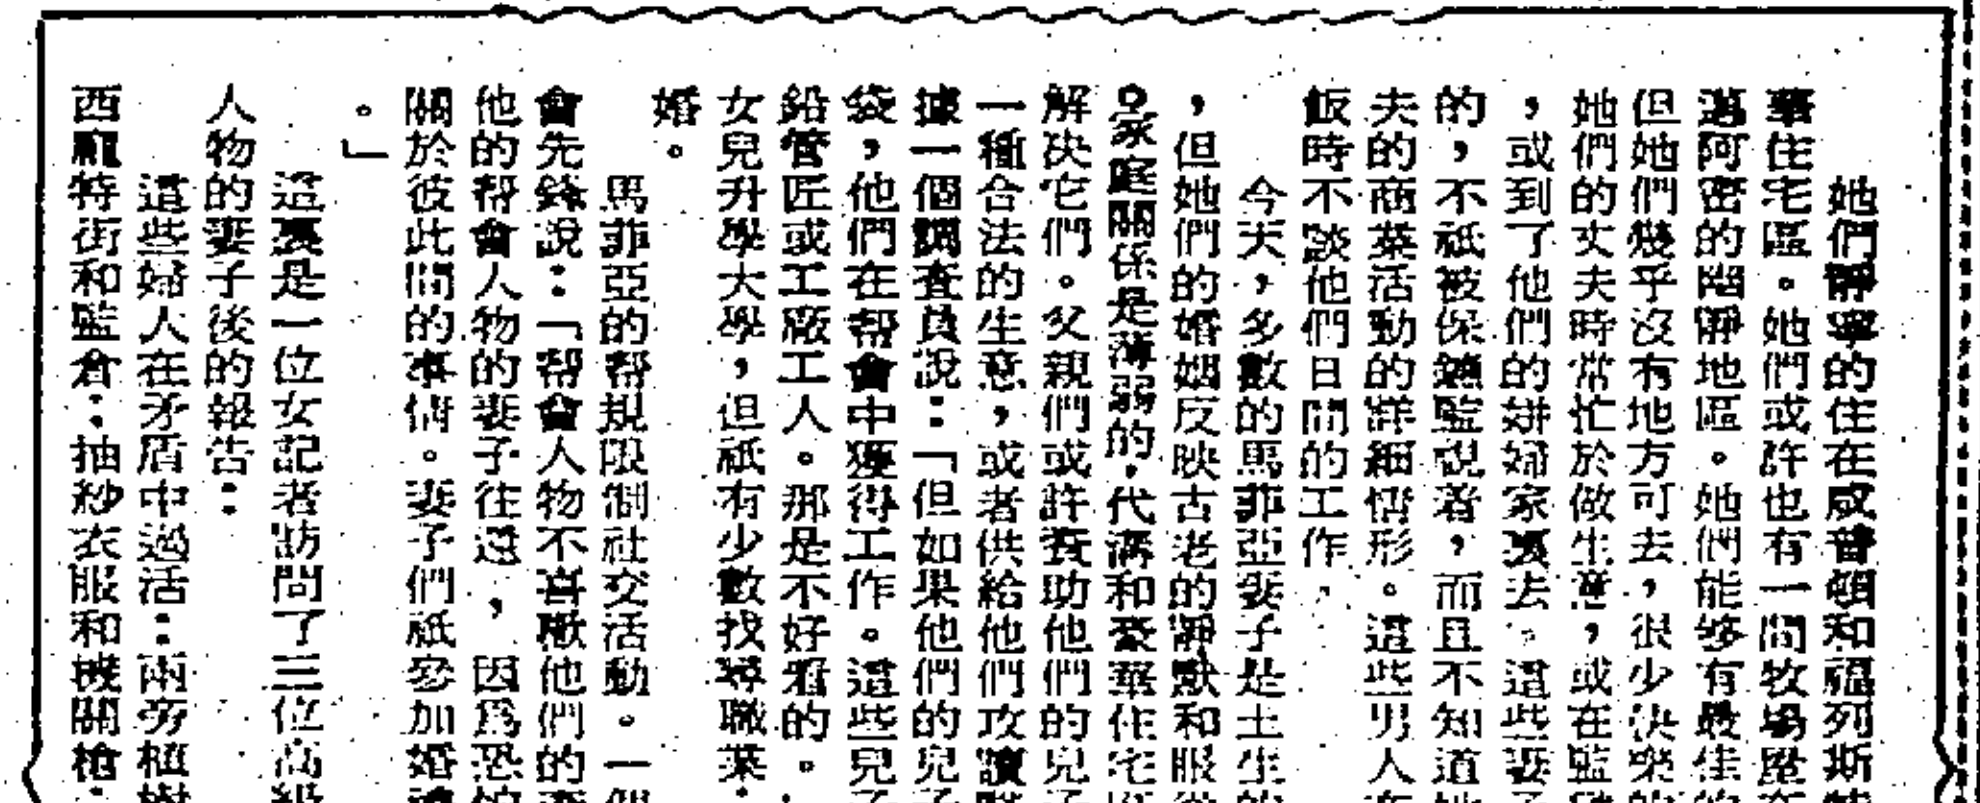 她們靜寧的住在威普頓和福列斯特
華住宅區。她們或許也有一間牧場屋在
邁阿密的幽靜地區。她們能够有最佳的
但她們幾乎沒有地方可去，很少快樂的
她們的丈夫時常忙於做生意，或在監獄
，或到了他們的姘婦家裏去。這些妻子
的，不祇被保鑣監視着，而且不知道她
夫的商業活動的詳細情形。這些男人在
飯時不談他們日間的工作。
今天，多數的馬菲亞妻子是土生的
，但她們的婚姻反映古老的靜默和服從
家庭關係是薄弱的，代溝和豪華住宅
解決它們。父親們或許賛助他們的兒子
一種合法的生意，或者供給他們攻讀
據一個調查員說：「但如果他們的兒子
袋，他們在帮會中獲得工作。這些兒子
鉛管匠或工廠工人。那是不好看的。
女兒升學大學，但祇有少數找尋職業，
婚。
馬菲亞的帮規限制社交活動。一個
會先鋒說：「帮會人物不喜歡他們的妻
他的帮會人物的妻子往還，因爲恐怕
關於彼此間的事情。妻子們祇參加婚禮
。」
這裏是一位女記者訪問了三位高級
人物的妻子後的報告：
這些婦人在矛盾中過活：兩旁植樹
西龐特街和監倉：抽紗衣服和機關槍，